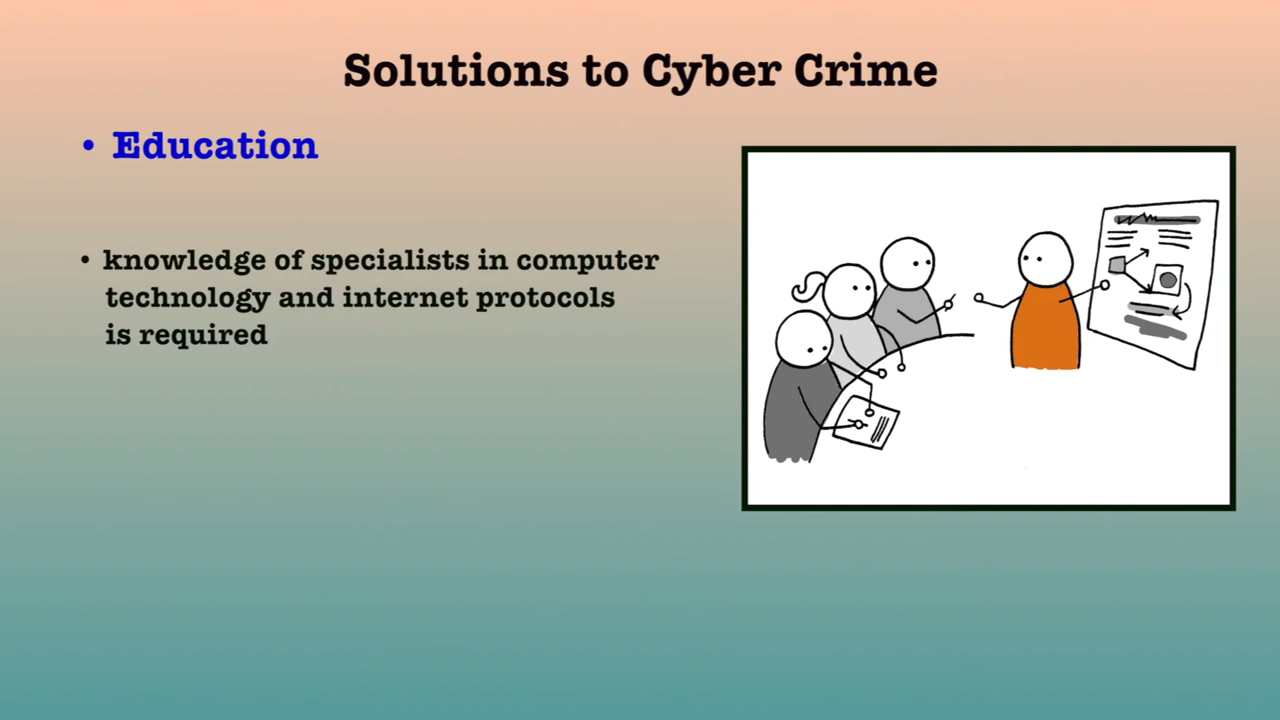 Solutions to Cyber Crime
• Education
• knowledge of specialists in computer
technology and internet protocols
is required